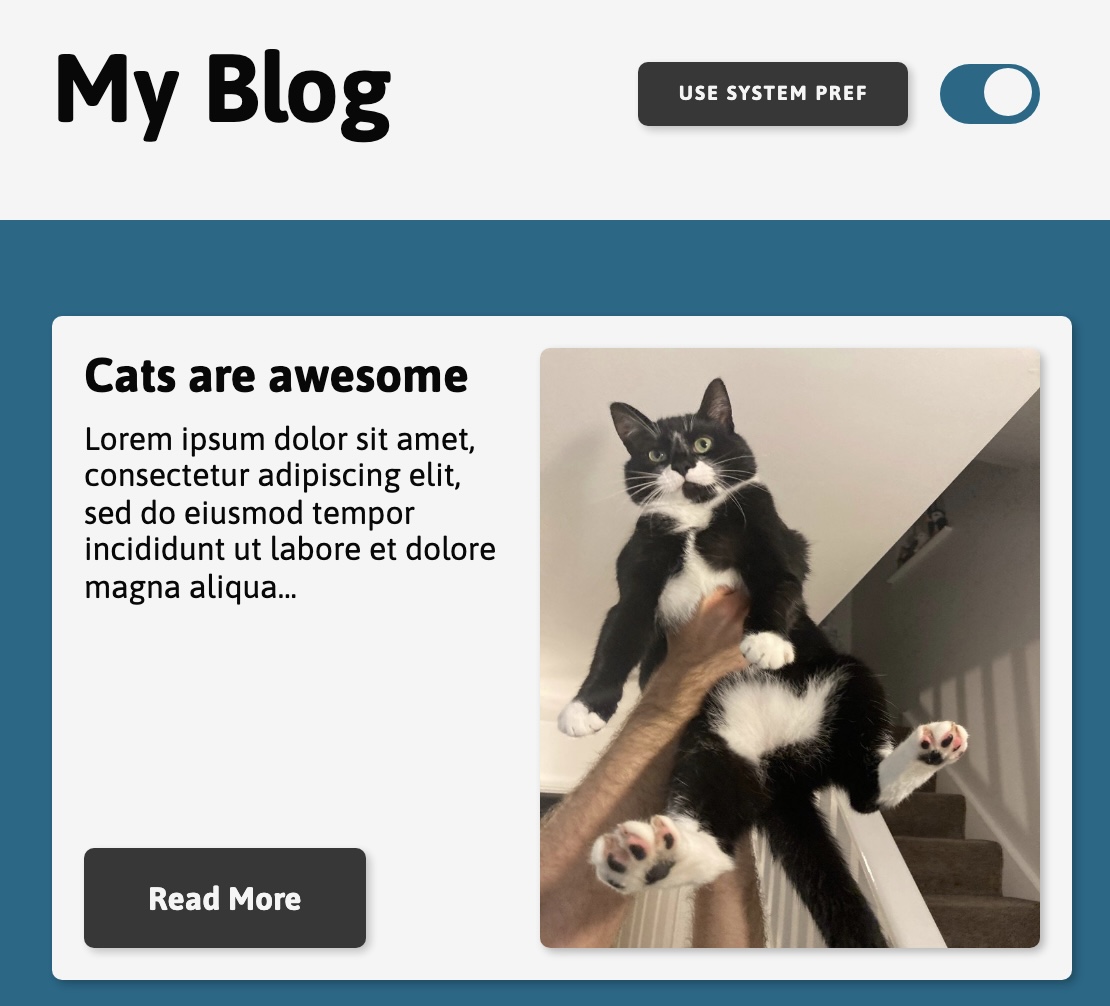 My Blog
USE SYSTEM PREF
Cats are awesome
Lorem ipsum dolor sit amet,
consectetur adipiscing elit,
sed do eiusmod tempor
incididunt ut labore et dolore
magna aliqua...
Read More